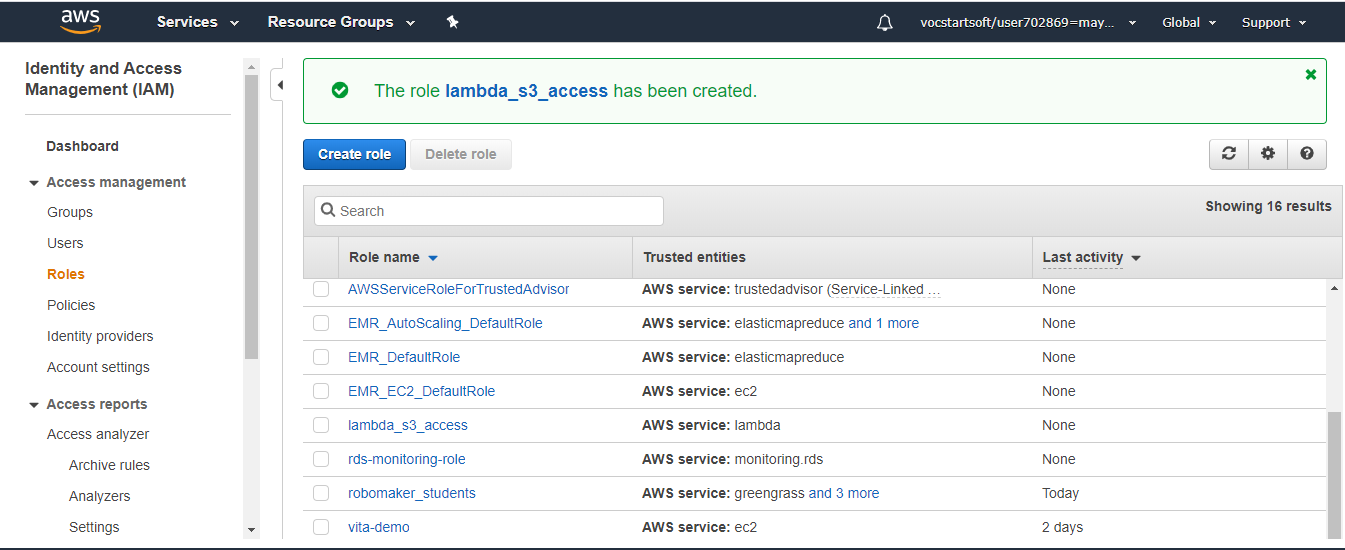 aws Services Resource Groups vocstartsoft/user702869=may... Global Support
Identity and Access
Management (IAM)
Dashboard
Access management
Groups
Users
Roles
Policies
Identity providers
Account settings
Access reports
Access analyzer
Archive rules
Analyzers
Settings
The role lambda_s3_access has been created.
Create role Delete role
Search Showing 16 results
Role name Trusted entities Last activity
AWSServiceRoleForTrustedAdvisor AWS service: trustedadvisor (Service-Linked ... None
EMR_AutoScaling_DefaultRole AWS service: elasticmapreduce and 1 more None
EMR_DefaultRole AWS service: elasticmapreduce None
EMR_EC2_DefaultRole AWS service: ec2 None
lambda_s3_access AWS service: lambda None
rds-monitoring-role AWS service: monitoring.rds None
robomaker_students AWS service: greengrass and 3 more Today
vita-demo AWS service: ec2 2 days